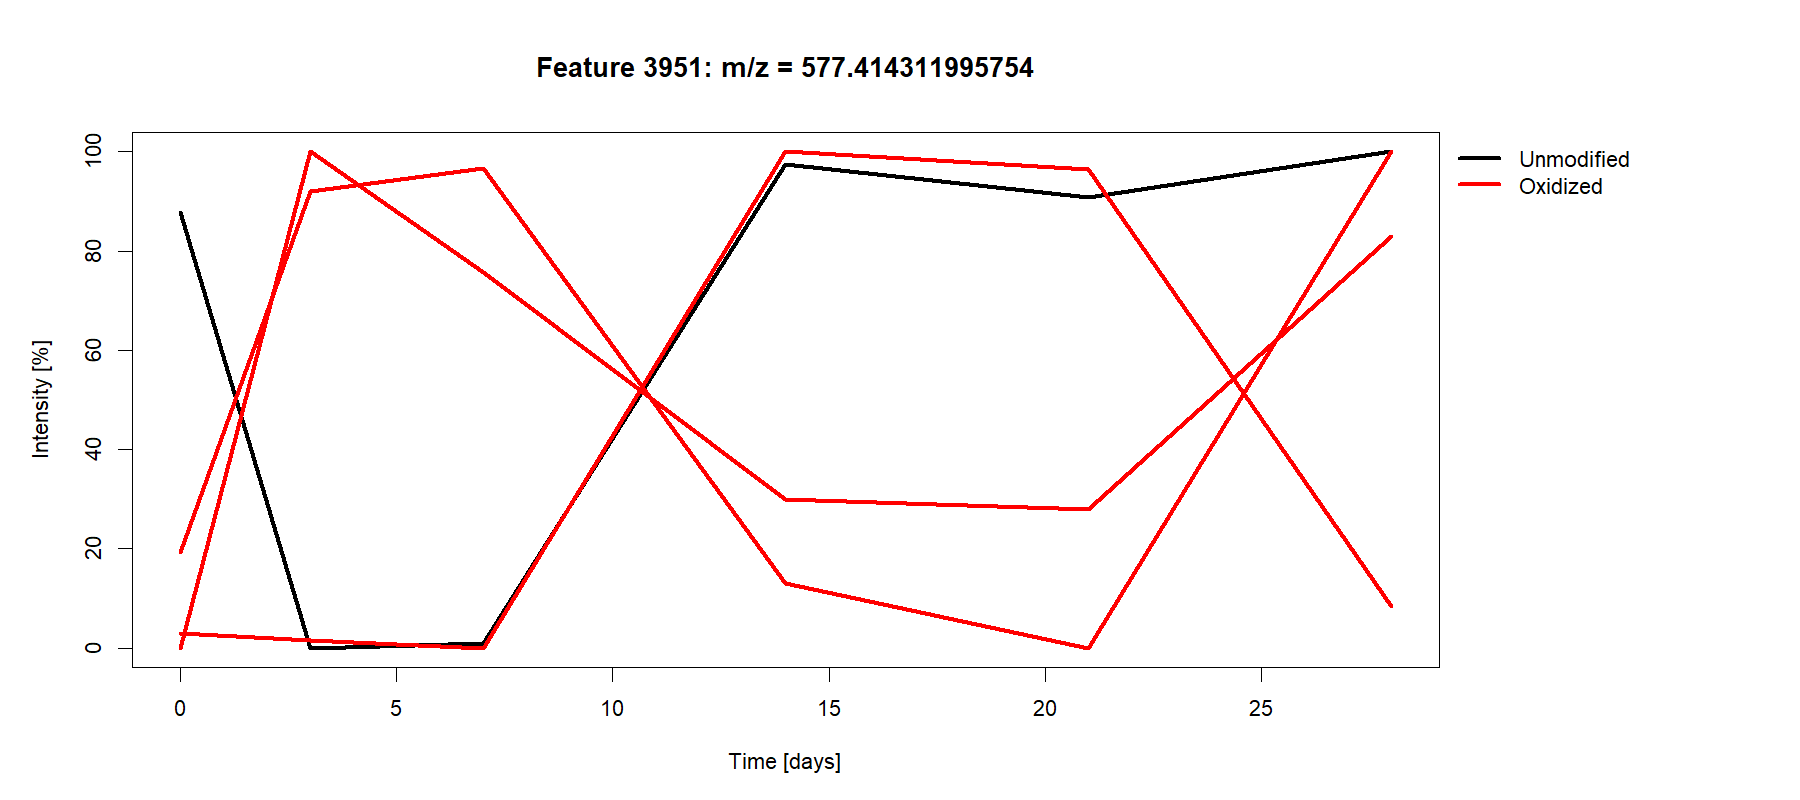 Feature 3951: m/z = 577.414311995754
Unmodified
Oxidized
Intensity [%]
100
80
60
40
20
0
0 5 10 15 20 25
Time [days]